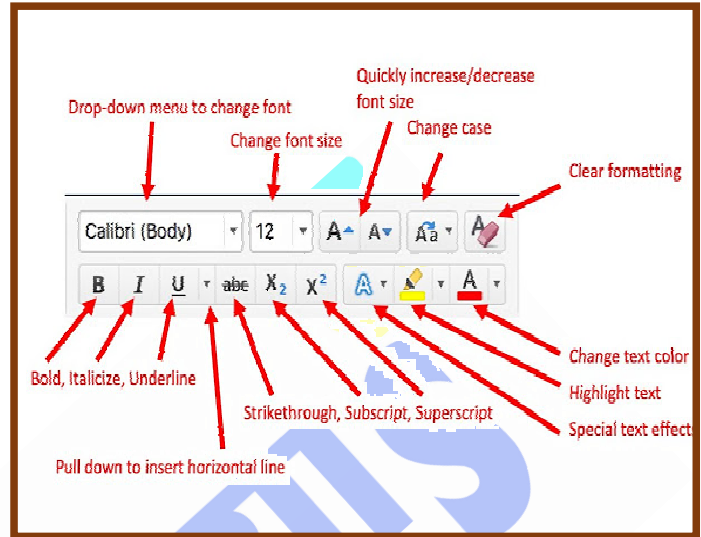 Quickly increase/decrease
font size
Drop-down menu to change font
Change font size
Change case
Clear formatting
Calibri (Body) 12 A A Aa A
B I U abc X₂ X² A A
Change text color
Bold, Italicize, Underline
Highlight text
Strikethrough, Subscript, Superscript
Special text effects
Pull down to insert horizontal line